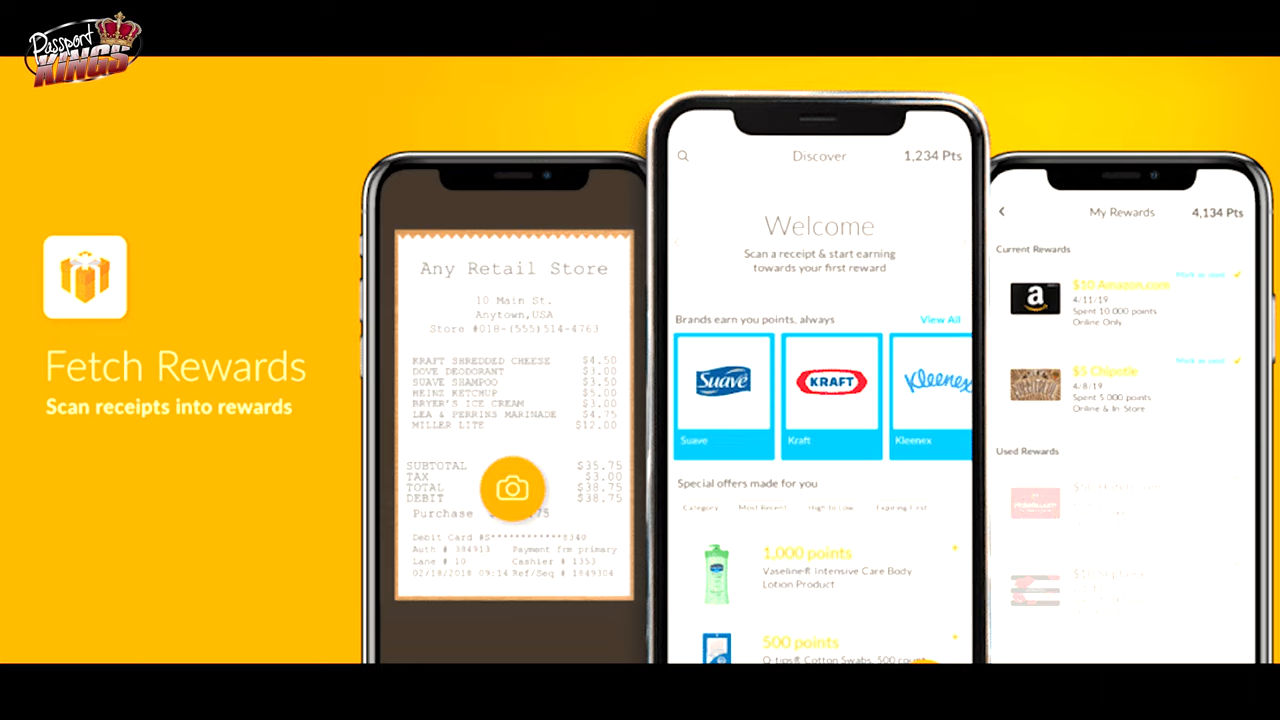 Passport
KINGS
Fetch Rewards
Scan receipts into rewards
Any Retail Store
10 Main St.
Anytown,USA
Store #018-(555)514-4763
KRAFT SHREDDED CHEESE $4.50
DOVE DEODORANT $3.00
SUAVE SHAMPOO $3.50
HEINZ KETCHUP $5.00
BRYER'S ICE CREAM $3.00
LEA & PERRINS MARINADE $4.75
MILLER LITE $12.00
SUBTOTAL $35.75
TAX $3.00
TOTAL $38.75
DEBIT $38.75
Purchase
Debit Card #S************8340
Auth # 384913 Payment frm primary
Lane # 10 Cashier # 1353
02/18/2018 09:14 Ref/Seq # 1849304
Discover 1,234 Pts
Welcome
Scan a receipt & start earning
towards your first reward
Brands earn you points, always View All
Suave
KRAFT
Kleenex
Suave
Kraft
Kleenex
Special offers made for you
Category Most Recent High to Low Expiring First
1,000 points
Vaseline® Intensive Care Body
Lotion Product
500 points
Q-tips® Cotton Swabs, 500 count
My Rewards 4,134 Pts
Current Rewards
Mark as used
$10 Amazon.com
4/11/19
Spent 10,000 points
Online Only
Mark as used
$5 Chipotle
4/8/19
Spent 5,000 points
Online & In Store
Used Rewards